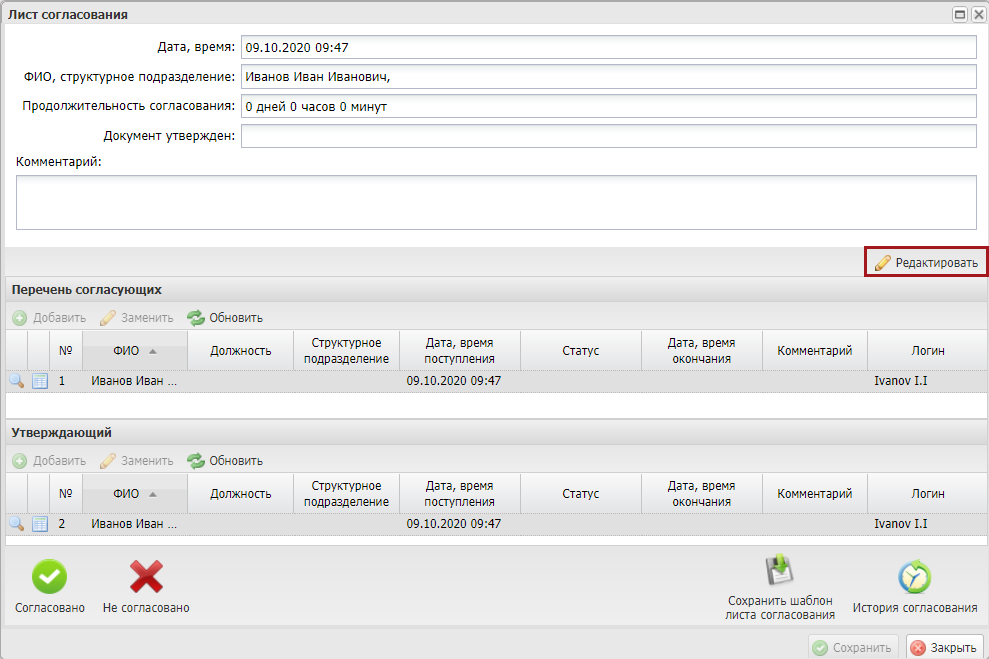 Лист согласования
Дата, время: 09.10.2020 09:47
ФИО, структурное подразделение: Иванов Иван Иванович,
Продолжительность согласования: 0 дней 0 часов 0 минут
Документ утвержден:
Комментарий:
Редактировать
Перечень согласующих
Добавить Заменить Обновить
№ ФИО Должность Структурное подразделение Дата, время поступления Статус Дата, время окончания Комментарий Логин
1 Иванов Иван ... 09.10.2020 09:47 Ivanov I.I
Утверждающий
Добавить Заменить Обновить
№ ФИО Должность Структурное подразделение Дата, время поступления Статус Дата, время окончания Комментарий Логин
2 Иванов Иван ... 09.10.2020 09:47 Ivanov I.I
Согласовано Не согласовано Сохранить шаблон листа согласования История согласования
Сохранить Закрыть